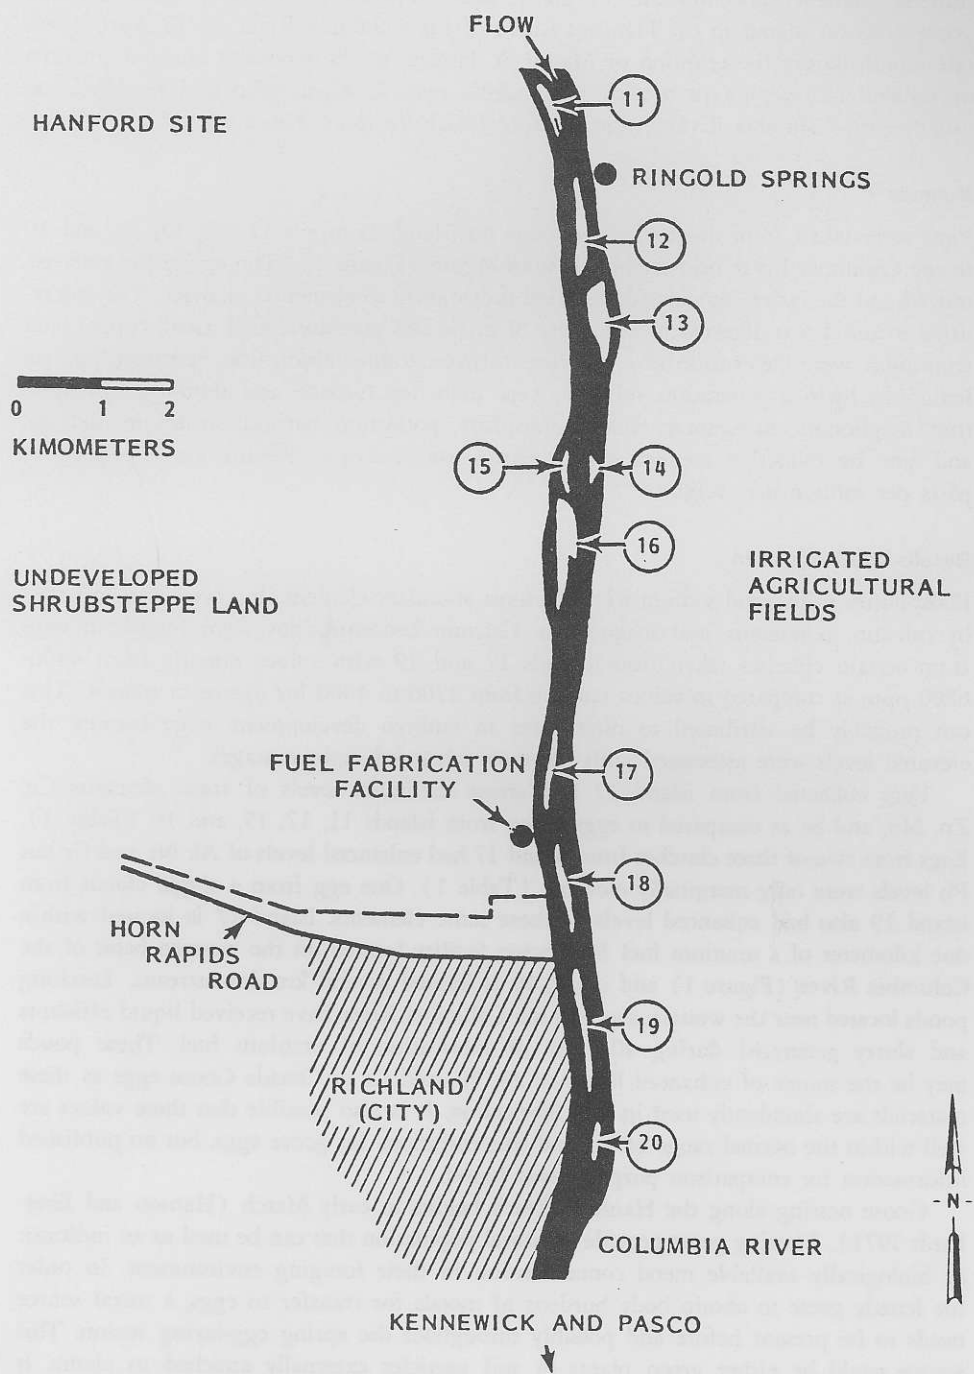 FLOW
11
HANFORD SITE
RINGOLD SPRINGS
12
13
0 1 2
KIMOMETERS
15
14
16
IRRIGATED
AGRICULTURAL
FIELDS
UNDEVELOPED
SHRUBSTEPPE LAND
17
FUEL FABRICATION
FACILITY
18
HORN
RAPIDS
ROAD
19
RICHLAND
(CITY)
20
-N-
COLUMBIA RIVER
KENNEWICK AND PASCO